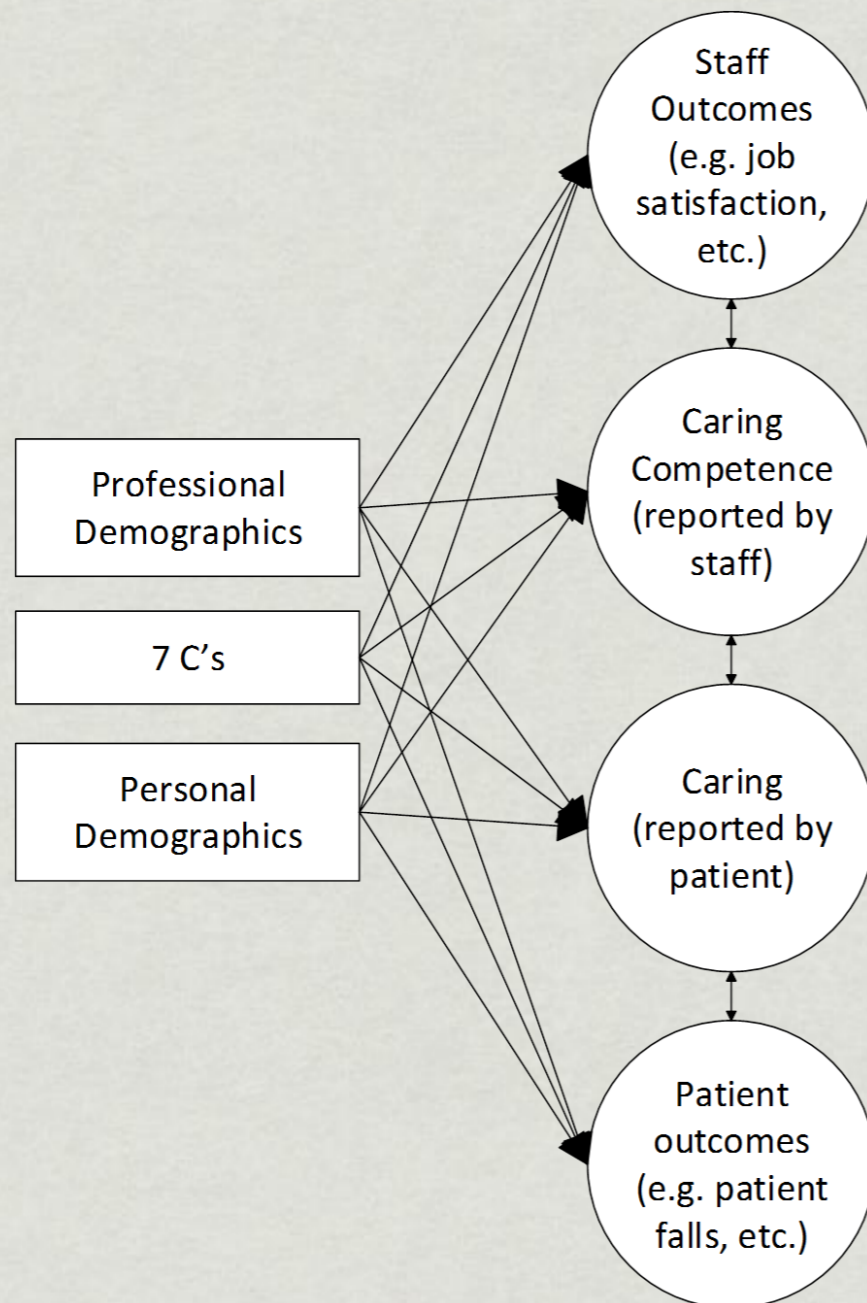 Staff
Outcomes
(e.g. job
satisfaction,
etc.)
Caring
Competence
(reported by
staff)
Professional
Demographics
7 C’s
Personal
Demographics
Caring
(reported by
patient)
Patient
outcomes
(e.g. patient
falls, etc.)